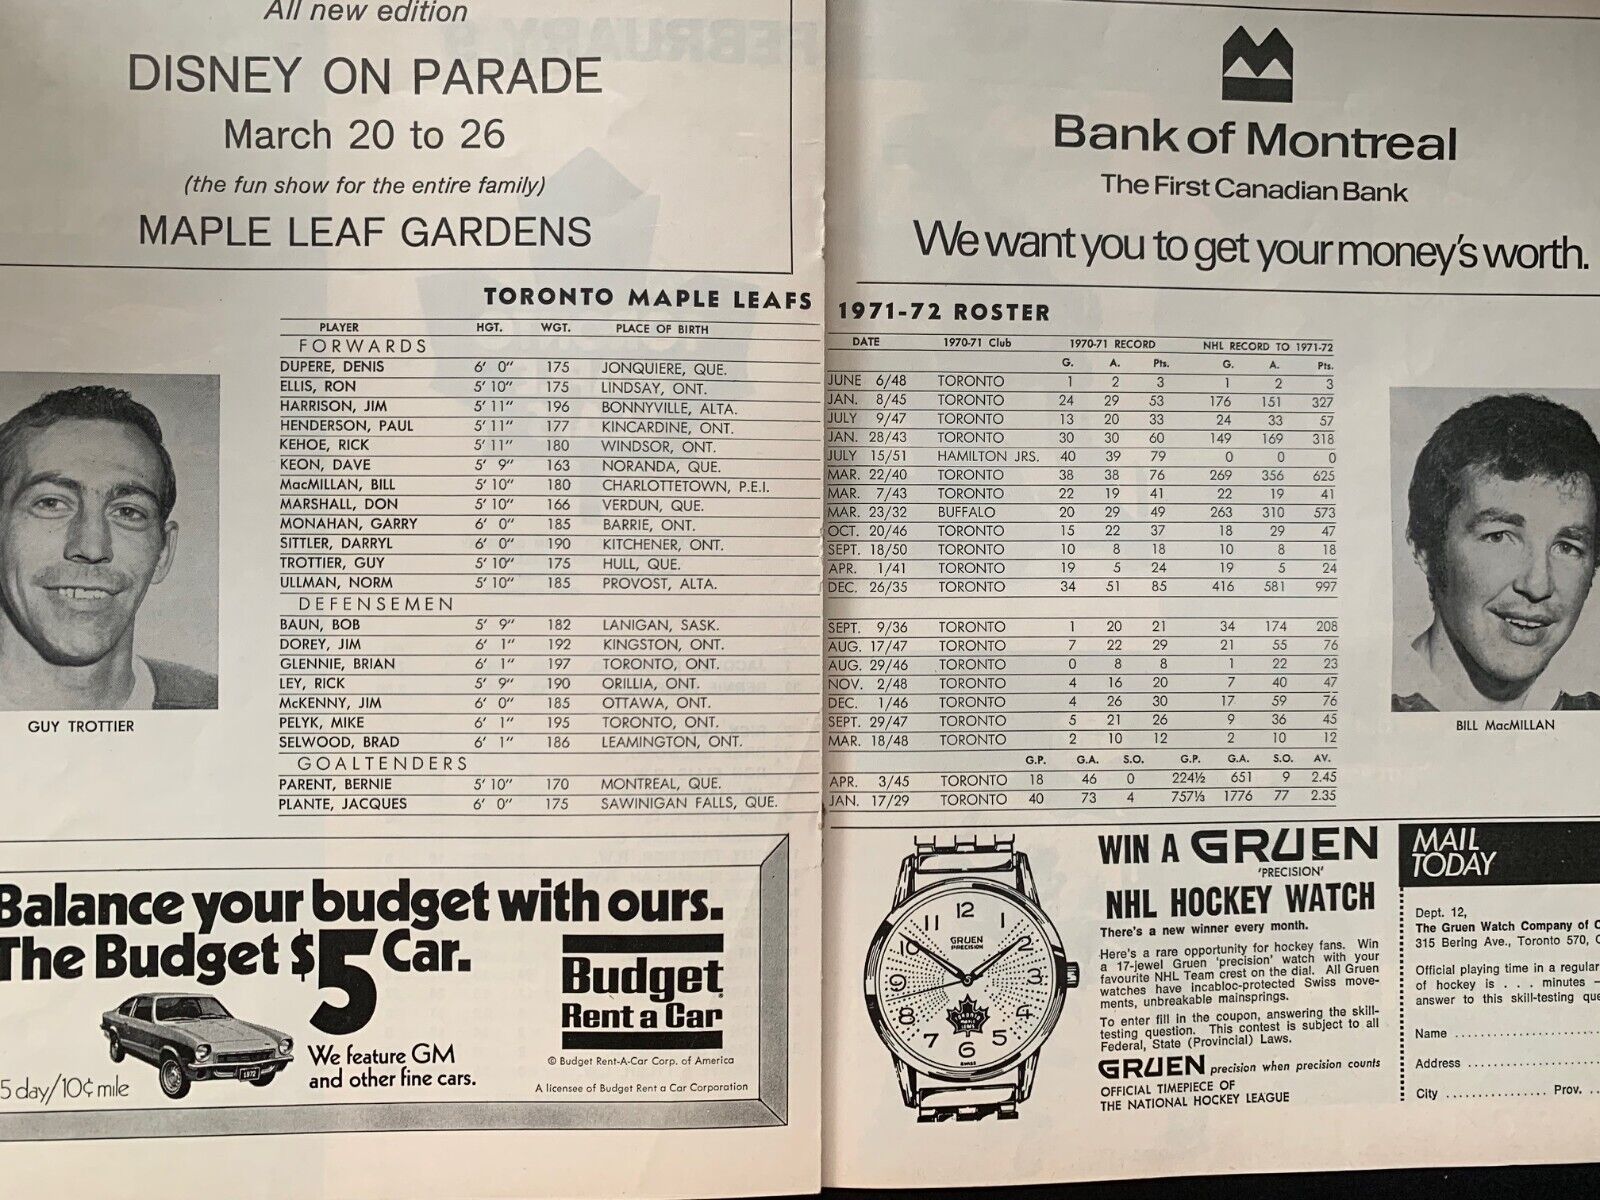 All new edition
DISNEY ON PARADE
March 20 to 26
(the fun show for the entire family)
MAPLE LEAF GARDENS
Bank of Montreal
The First Canadian Bank
We want you to get your money's worth.
TORONTO MAPLE LEAFS 1971-72 ROSTER
PLAYER HGT. WGT. PLACE OF BIRTH DATE 1970-71 Club 1970-71 RECORD NHL RECORD TO 1971-72
FORWARDS G. A. Pts. G. A. Pts.
DUPERE, DENIS 6' 0" 175 JONQUIERE, QUE. JUNE 6/48 TORONTO 1 2 3 1 2 3
ELLIS, RON 5' 10" 175 LINDSAY, ONT. JAN. 8/45 TORONTO 24 29 53 176 151 327
HARRISON, JIM 5' 11" 196 BONNYVILLE, ALTA. JULY 9/47 TORONTO 13 20 33 24 33 57
HENDERSON, PAUL 5' 11" 177 KINCARDINE, ONT. JAN. 28/43 TORONTO 30 30 60 149 169 318
KEHOE, RICK 5' 11" 180 WINDSOR, ONT. JULY 15/51 HAMILTON JRS. 40 39 79 0 0 0
KEON, DAVE 5' 9" 163 NORANDA, QUE. MAR. 22/40 TORONTO 38 38 76 269 356 625
MacMILLAN, BILL 5' 10" 180 CHARLOTTETOWN, P.E.I. MAR. 7/43 TORONTO 22 19 41 22 19 41
MARSHALL, DON 5' 10" 166 VERDUN, QUE. MAR. 23/32 BUFFALO 20 29 49 263 310 573
MONAHAN, GARRY 6' 0" 185 BARRIE, ONT. OCT. 20/46 TORONTO 15 22 37 18 29 47
SITTLER, DARRYL 6' 0" 190 KITCHENER, ONT. SEPT. 18/50 TORONTO 10 8 18 10 8 18
TROTTIER, GUY 5' 10" 175 HULL, QUE. APR. 1/41 TORONTO 19 5 24 19 5 24
ULLMAN, NORM 5' 10" 185 PROVOST, ALTA. DEC. 26/35 TORONTO 34 51 85 416 581 997
DEFENSEMEN
BAUN, BOB 5' 9" 182 LANIGAN, SASK. SEPT. 9/36 TORONTO 1 20 21 34 174 208
DOREY, JIM 6' 1" 192 KINGSTON, ONT. AUG. 17/47 TORONTO 7 22 29 21 55 76
GLENNIE, BRIAN 6' 1" 197 TORONTO, ONT. AUG. 29/46 TORONTO 0 8 8 1 22 23
LEY, RICK 5' 9" 190 ORILLIA, ONT. NOV. 2/48 TORONTO 4 16 20 7 40 47
McKENNY, JIM 6' 0" 185 OTTAWA, ONT. DEC. 1/46 TORONTO 4 26 30 17 59 76
PELYK, MIKE 6' 1" 195 TORONTO, ONT. SEPT. 29/47 TORONTO 5 21 26 9 36 45
SELWOOD, BRAD 6' 1" 186 LEAMINGTON, ONT. MAR. 18/48 TORONTO 2 10 12 2 10 12
GOALTENDERS G.P. G.A. S.O. G.P. G.A. S.O. AV.
PARENT, BERNIE 5' 10" 170 MONTREAL, QUE. APR. 3/45 TORONTO 18 46 0 224½ 651 9 2.45
PLANTE, JACQUES 6' 0" 175 SAWINIGAN FALLS, QUE. JAN. 17/29 TORONTO 40 73 4 757⅓ 1776 77 2.35
GUY TROTTIER
BILL MacMILLAN
Balance your budget with ours.
The Budget $5 Car.
Budget
Rent a Car
We feature GM
and other fine cars.
1972
5 day/10¢ mile
© Budget Rent-A-Car Corp. of America
A licensee of Budget Rent a Car Corporation
12 1 2 3 4 5 6 7 8 9 10 11
GRUEN
PRECISION
TORONTO
MAPLE
LEAFS
SWISS
WIN A GRUEN
'PRECISION'
NHL HOCKEY WATCH
There's a new winner every month.
Here's a rare opportunity for hockey fans. Win
a 17-jewel Gruen 'precision' watch with your
favourite NHL Team crest on the dial. All Gruen
watches have incabloc-protected Swiss move-
ments, unbreakable mainsprings.
To enter fill in the coupon, answering the skill-
testing question. This contest is subject to all
Federal, State (Provincial) Laws.
GRUEN precision when precision counts
OFFICIAL TIMEPIECE OF
THE NATIONAL HOCKEY LEAGUE
MAIL
TODAY
Dept. 12,
The Gruen Watch Company of C
315 Bering Ave., Toronto 570,
Official playing time in a regular
of hockey is . . . minutes –
answer to this skill-testing que
Name
Address
City Prov.